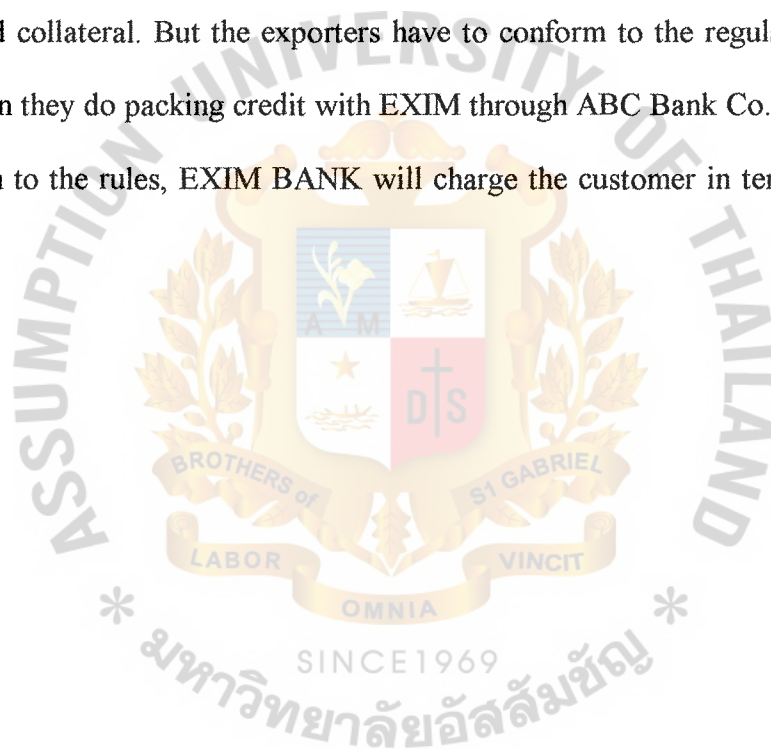 collateral. But the exporters have to conform to the
they do packing credit with EXIM through ABC Bank Co.
to the rules, EXIM BANK will charge the customer in
ASSUMPTION UNIVERSITY OF THAILAND
A M
D S
BROTHERS of ST GABRIEL
LABOR OMNIA VINCIT
* SINCE1969 *
มหาวิทยาลัยอัสสัมชัญ